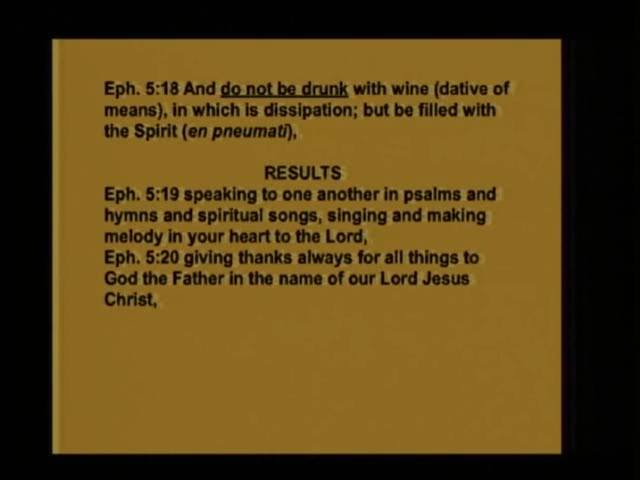 Eph. 5:18 And do not be drunk with wine (dative of
means), in which is dissipation; but be filled with
the Spirit (en pneumati),
RESULTS
Eph. 5:19 speaking to one another in psalms and
hymns and spiritual songs, singing and making
melody in your heart to the Lord,
Eph. 5:20 giving thanks always for all things to
God the Father in the name of our Lord Jesus
Christ,